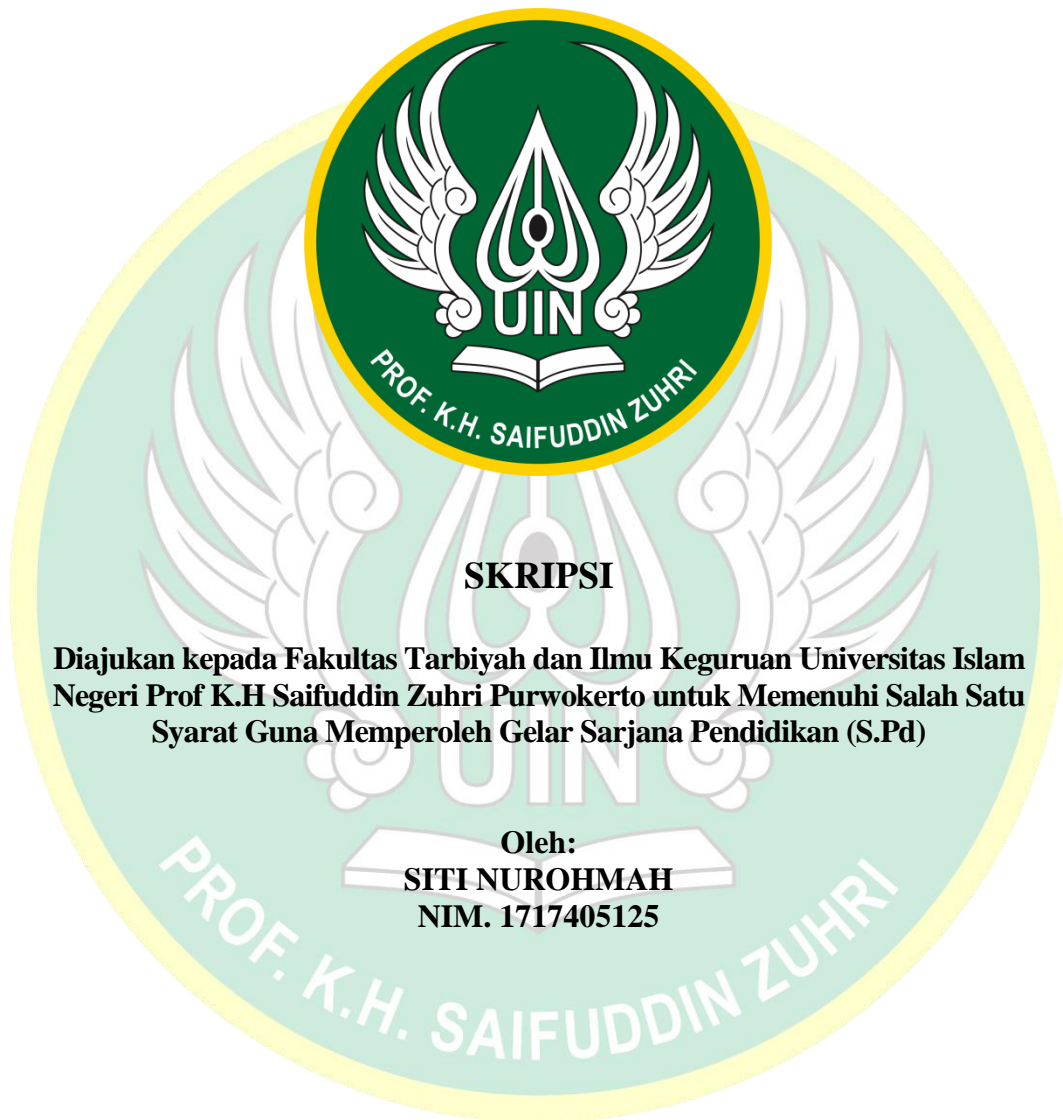 UIN
PROF. K.H. SAIFUDDIN ZUHRI
SKRIPSI
Diajukan kepada Fakultas Tarbiyah dan Ilmu Keguruan Universitas Islam
Negeri Prof K.H Saifuddin Zuhri Purwokerto untuk Memenuhi Salah Satu
Syarat Guna Memperoleh Gelar Sarjana Pendidikan (S.Pd)
UIN
Oleh:
SITI NUROHMAH
NIM. 1717405125
PROF. K.H. SAIFUDDIN ZUHRI